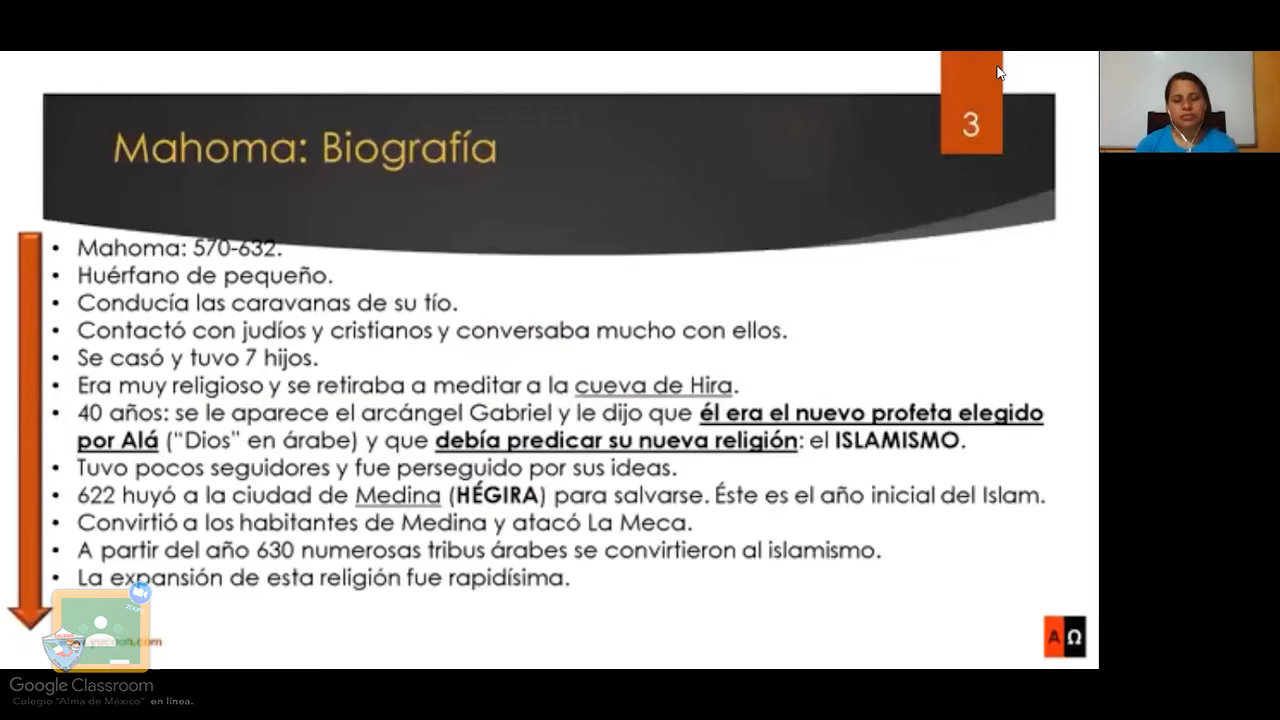 3
Mahoma: Biografía
• Mahoma: 570-632.
• Huérfano de pequeño.
• Conducía las caravanas de su tío.
• Contactó con judíos y cristianos y conversaba mucho con ellos.
• Se casó y tuvo 7 hijos.
• Era muy religioso y se retiraba a meditar a la cueva de Hira.
• 40 años: se le aparece el arcángel Gabriel y le dijo que él era el nuevo profeta elegido
por Alá (“Dios” en árabe) y que debía predicar su nueva religión: el ISLAMISMO.
• Tuvo pocos seguidores y fue perseguido por sus ideas.
• 622 huyó a la ciudad de Medina (HÉGIRA) para salvarse. Éste es el año inicial del Islam.
• Convirtió a los habitantes de Medina y atacó La Meca.
• A partir del año 630 numerosas tribus árabes se convirtieron al islamismo.
• La expansión de esta religión fue rapidísima.
zoom
A Ω
Google Classroom
Colegio "Alma de México" en línea.